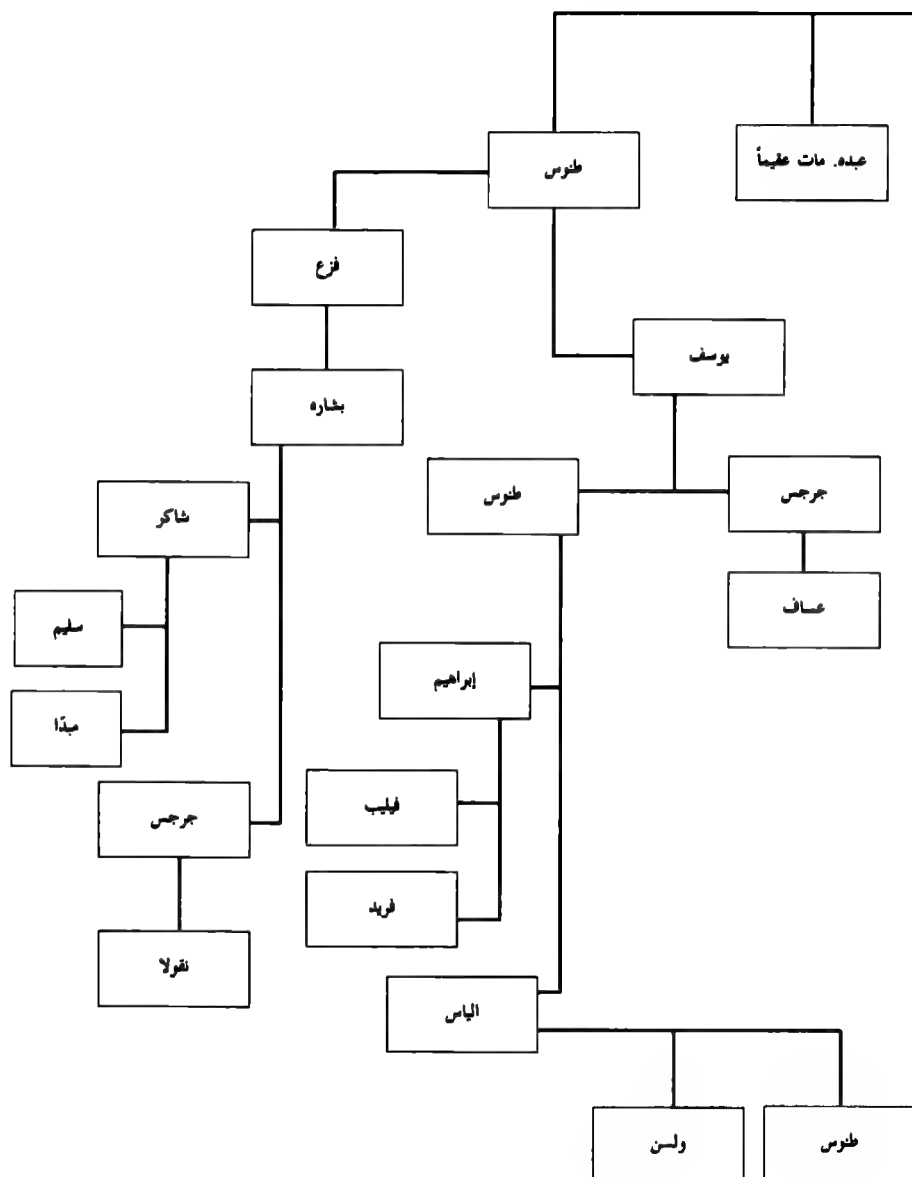 عبده. مات عقيماً
طنوس
فزع
يوسف
بشاره
جرجس
طنوس
شاكر
عساف
سليم
إبراهيم
مبدّا
فيليب
جرجس
فريد
نقولا
الياس
طنوس
ولسن